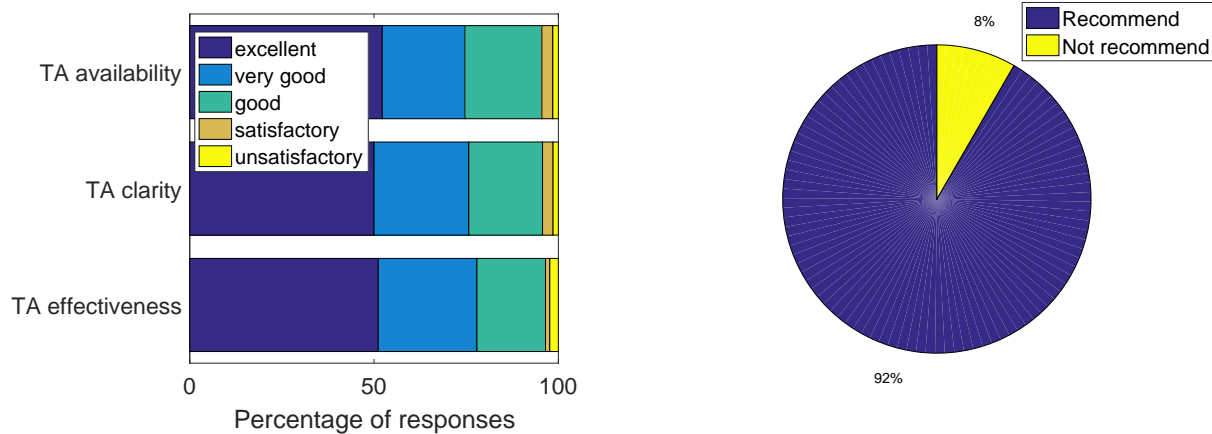 TA availability
TA clarity
TA effectiveness
excellent
very good
good
satisfactory
unsatisfactory
0
50
100
Percentage of responses
8%
92%
Recommend
Not recommend